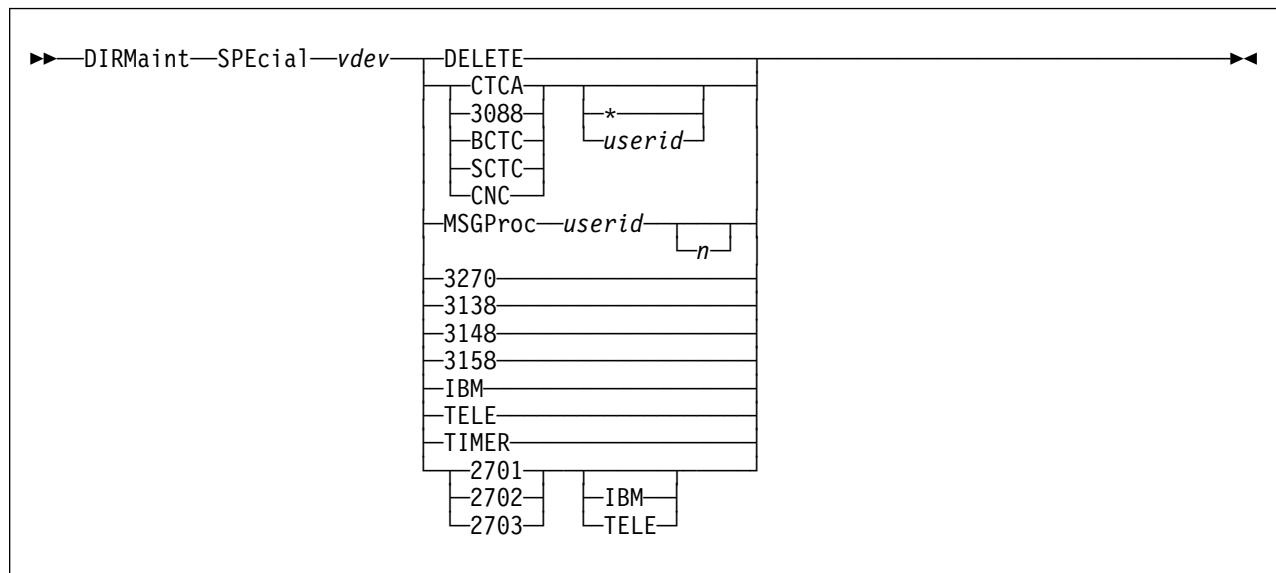 DIRMaint SPEcial vdev DELETE
CTCA
3088 *
BCTC userid
SCTC
CNC
MSGProc userid
n
3270
3138
3148
3158
IBM
TELE
TIMER
2701
2702 IBM
2703 TELE